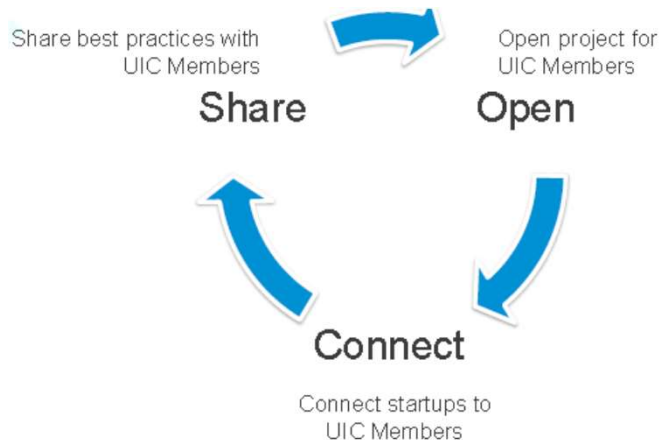 Share best practices with
UIC Members
Share
Open project for
UIC Members
Open
Connect
Connect startups to
UIC Members